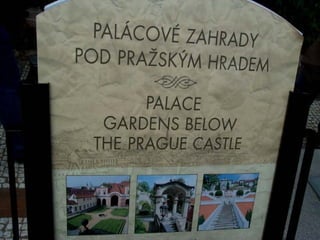 PALÁCOVÉ ZAHRADY
POD PRAŽSKÝM HRADEM
PALACE
GARDENS BELOW
THE PRAGUE CASTLE